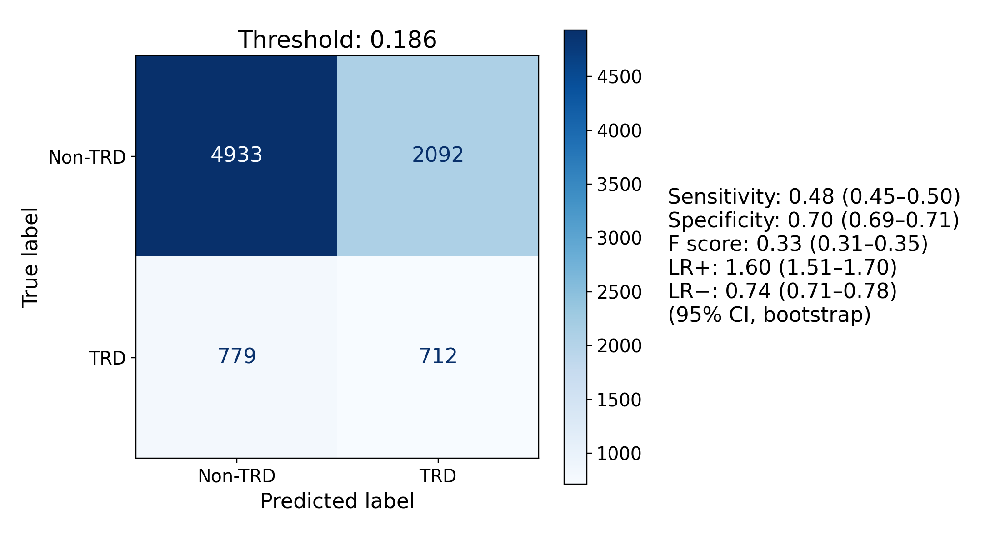 Threshold: 0.186
True label
Non-TRD
4933
2092
TRD
779
712
Non-TRD
TRD
Predicted label
4500
4000
3500
3000
2500
2000
1500
1000
Sensitivity: 0.48 (0.45–0.50)
Specificity: 0.70 (0.69–0.71)
F score: 0.33 (0.31–0.35)
LR+: 1.60 (1.51–1.70)
LR−: 0.74 (0.71–0.78)
(95% CI, bootstrap)